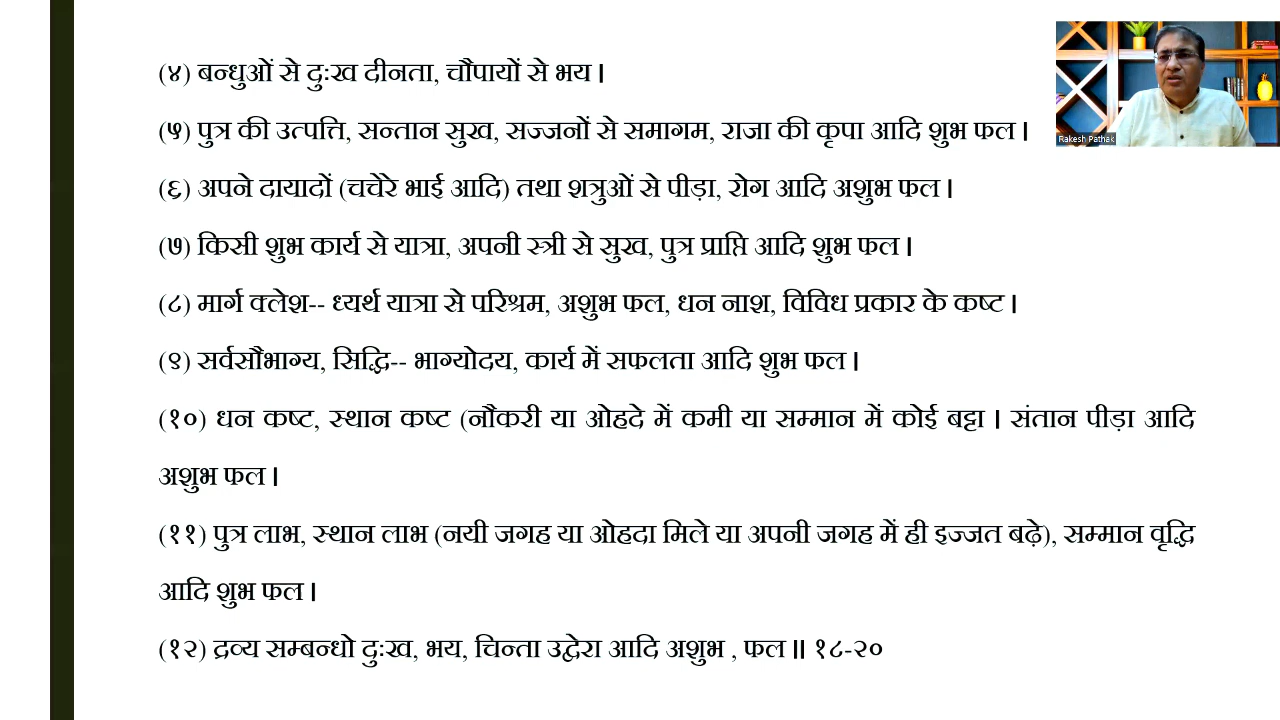 (४) बन्धुओं से दुःख दीनता, चौपायों से भय ।
(५) पुत्र की उत्पत्ति, सन्तान सुख, सज्जनों से समागम, राजा की कृपा आदि शुभ फल ।
(६) अपने दायादों (चचेरे भाई आदि) तथा शत्रुओं से पीड़ा, रोग आदि अशुभ फल ।
(७) किसी शुभ कार्य से यात्रा, अपनी स्त्री से सुख, पुत्र प्राप्ति आदि शुभ फल ।
(८) मार्ग क्लेश-- ध्यर्थ यात्रा से परिश्रम, अशुभ फल, धन नाश, विविध प्रकार के कष्ट ।
(९) सर्वसौभाग्य, सिद्धि-- भाग्योदय, कार्य में सफलता आदि शुभ फल ।
(१०) धन कष्ट, स्थान कष्ट (नौकरी या ओहदे में कमी या सम्मान में कोई बट्टा । संतान पीड़ा आदि
अशुभ फल ।
(११) पुत्र लाभ, स्थान लाभ (नयी जगह या ओहदा मिले या अपनी जगह में ही इज्जत बढ़े), सम्मान वृद्धि
आदि शुभ फल ।
(१२) द्रव्य सम्बन्धो दुःख, भय, चिन्ता उद्वेरा आदि अशुभ , फल ॥ १८-२०
Rakesh Pathak